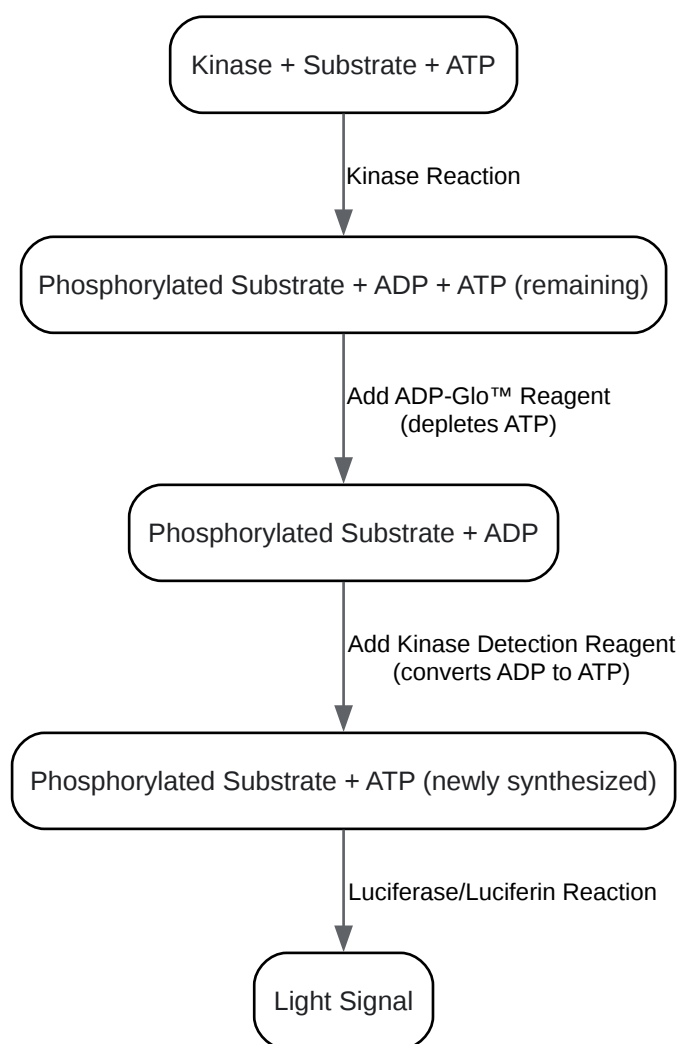 Kinase + Substrate + ATP
Kinase Reaction
Phosphorylated Substrate + ADP + ATP (remaining)
Add ADP-Glo™ Reagent
(depletes ATP)
Phosphorylated Substrate + ADP
Add Kinase Detection Reagent
(converts ADP to ATP)
Phosphorylated Substrate + ATP (newly synthesized)
Luciferase/Luciferin Reaction
Light Signal